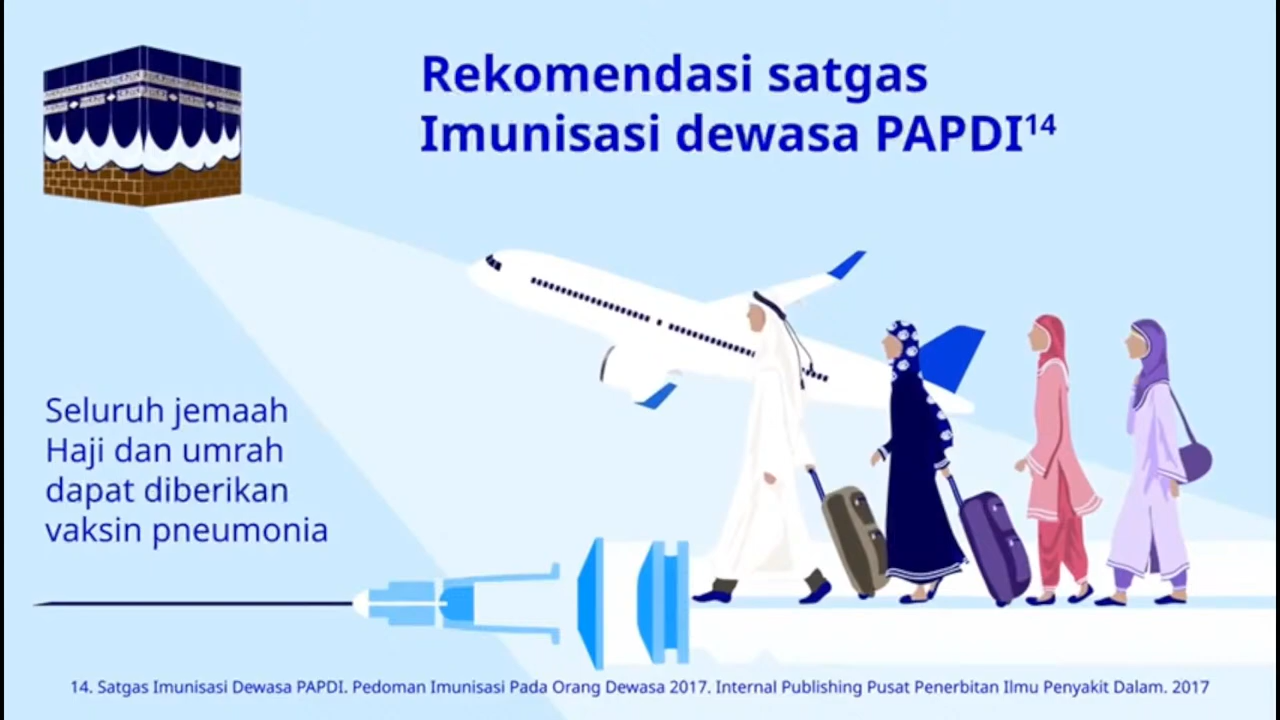 Rekomendasi satgas
Imunisasi dewasa PAPDI¹⁴
Seluruh jemaah
Haji dan umrah
dapat diberikan
vaksin pneumonia
14. Satgas Imunisasi Dewasa PAPDI. Pedoman Imunisasi Pada Orang Dewasa 2017. Internal Publishing Pusat Penerbitan Ilmu Penyakit Dalam. 2017